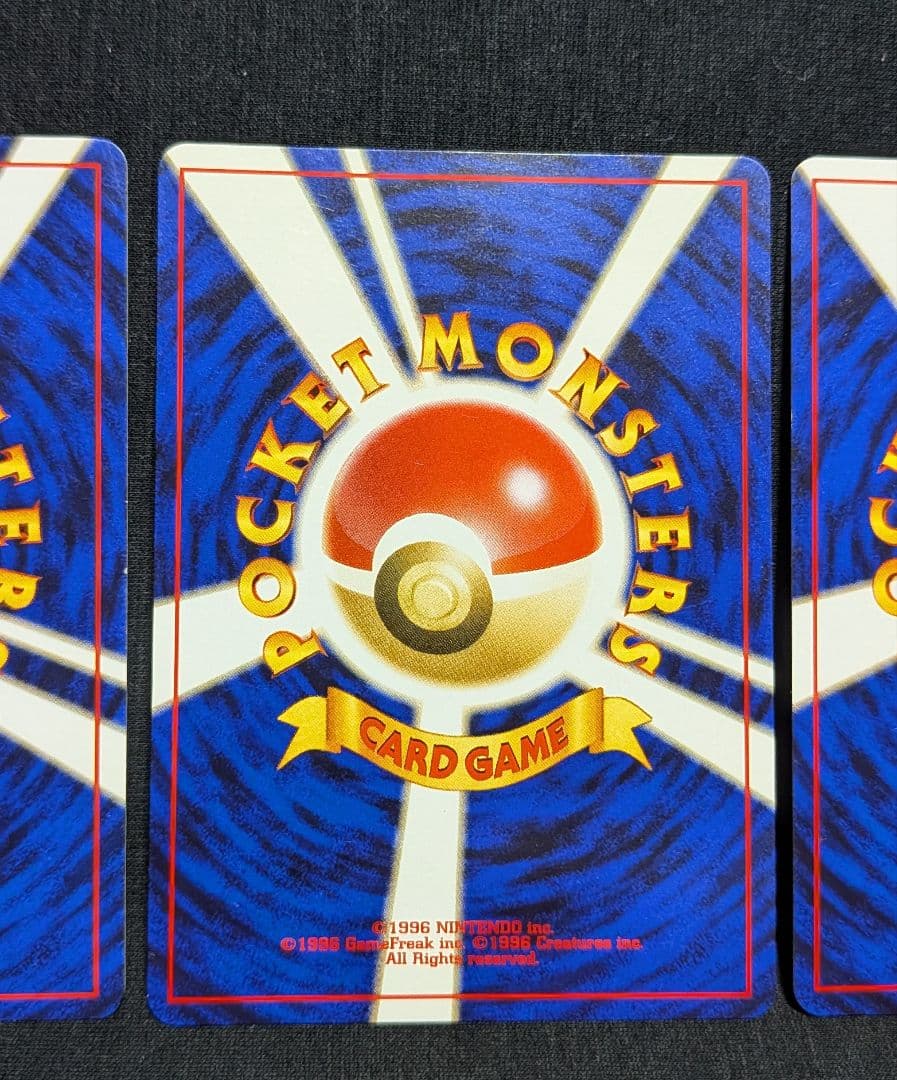 POCKET MONSTERS
CARD GAME
©1996 NINTENDO inc.
©1996 GameFreak inc. ©1996 Creatures inc.
All Rights reserved.